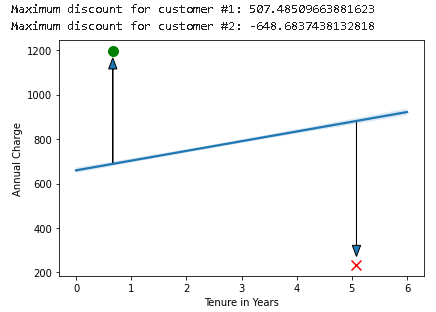 Maximum discount for customer #1: 507.48509663881623
Maximum discount for customer #2: -648.6837438132818
1200
1000
800
600
400
200
Annual Charge
0 1 2 3 4 5 6
Tenure in Years